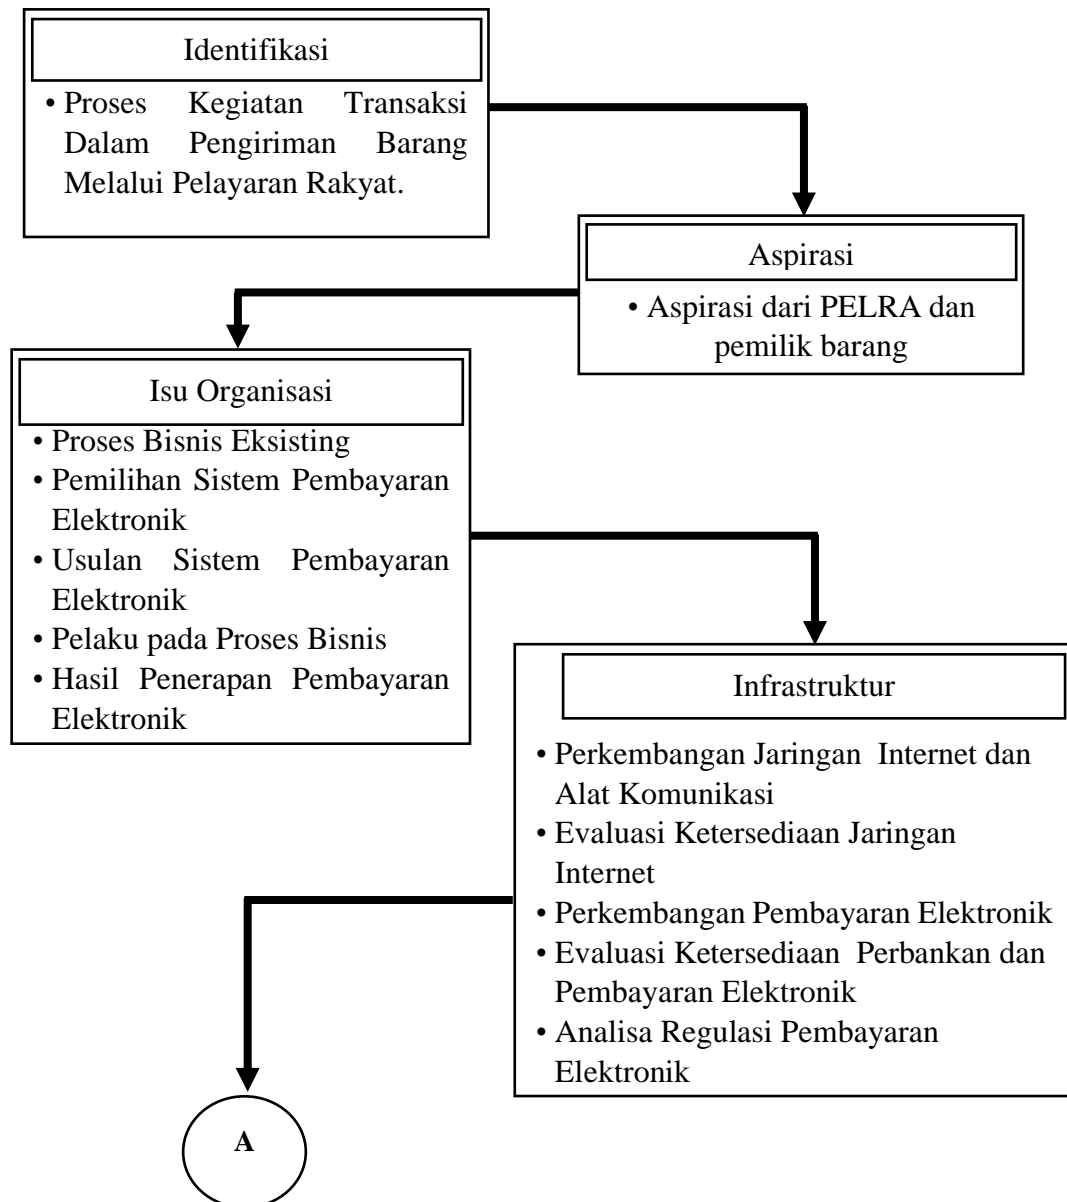 Identifikasi
• Proses Kegiatan Transaksi
Dalam Pengiriman Barang
Melalui Pelayaran Rakyat.
Aspirasi
• Aspirasi dari PELRA dan
pemilik barang
Isu Organisasi
• Proses Bisnis Eksisting
• Pemilihan Sistem Pembayaran
Elektronik
• Usulan Sistem Pembayaran
Elektronik
• Pelaku pada Proses Bisnis
• Hasil Penerapan Pembayaran
Elektronik
Infrastruktur
• Perkembangan Jaringan Internet dan
Alat Komunikasi
• Evaluasi Ketersediaan Jaringan
Internet
• Perkembangan Pembayaran Elektronik
• Evaluasi Ketersediaan Perbankan dan
Pembayaran Elektronik
• Analisa Regulasi Pembayaran
Elektronik
A